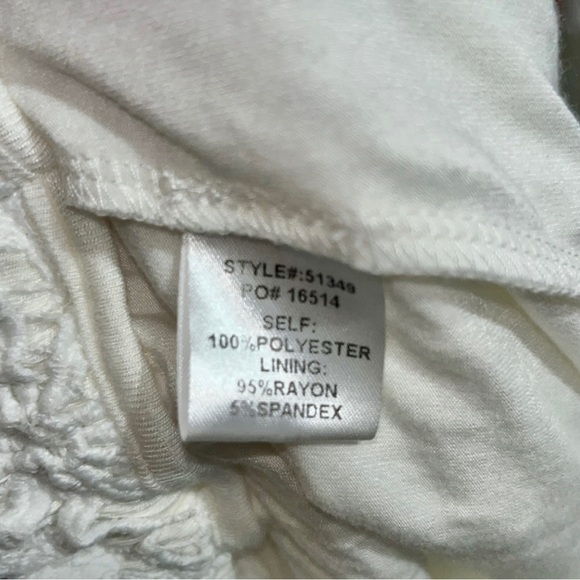 STYLE#:51349
PO# 16514
SELF:
100%POLYESTER
LINING:
95%RAYON
5%SPANDEX